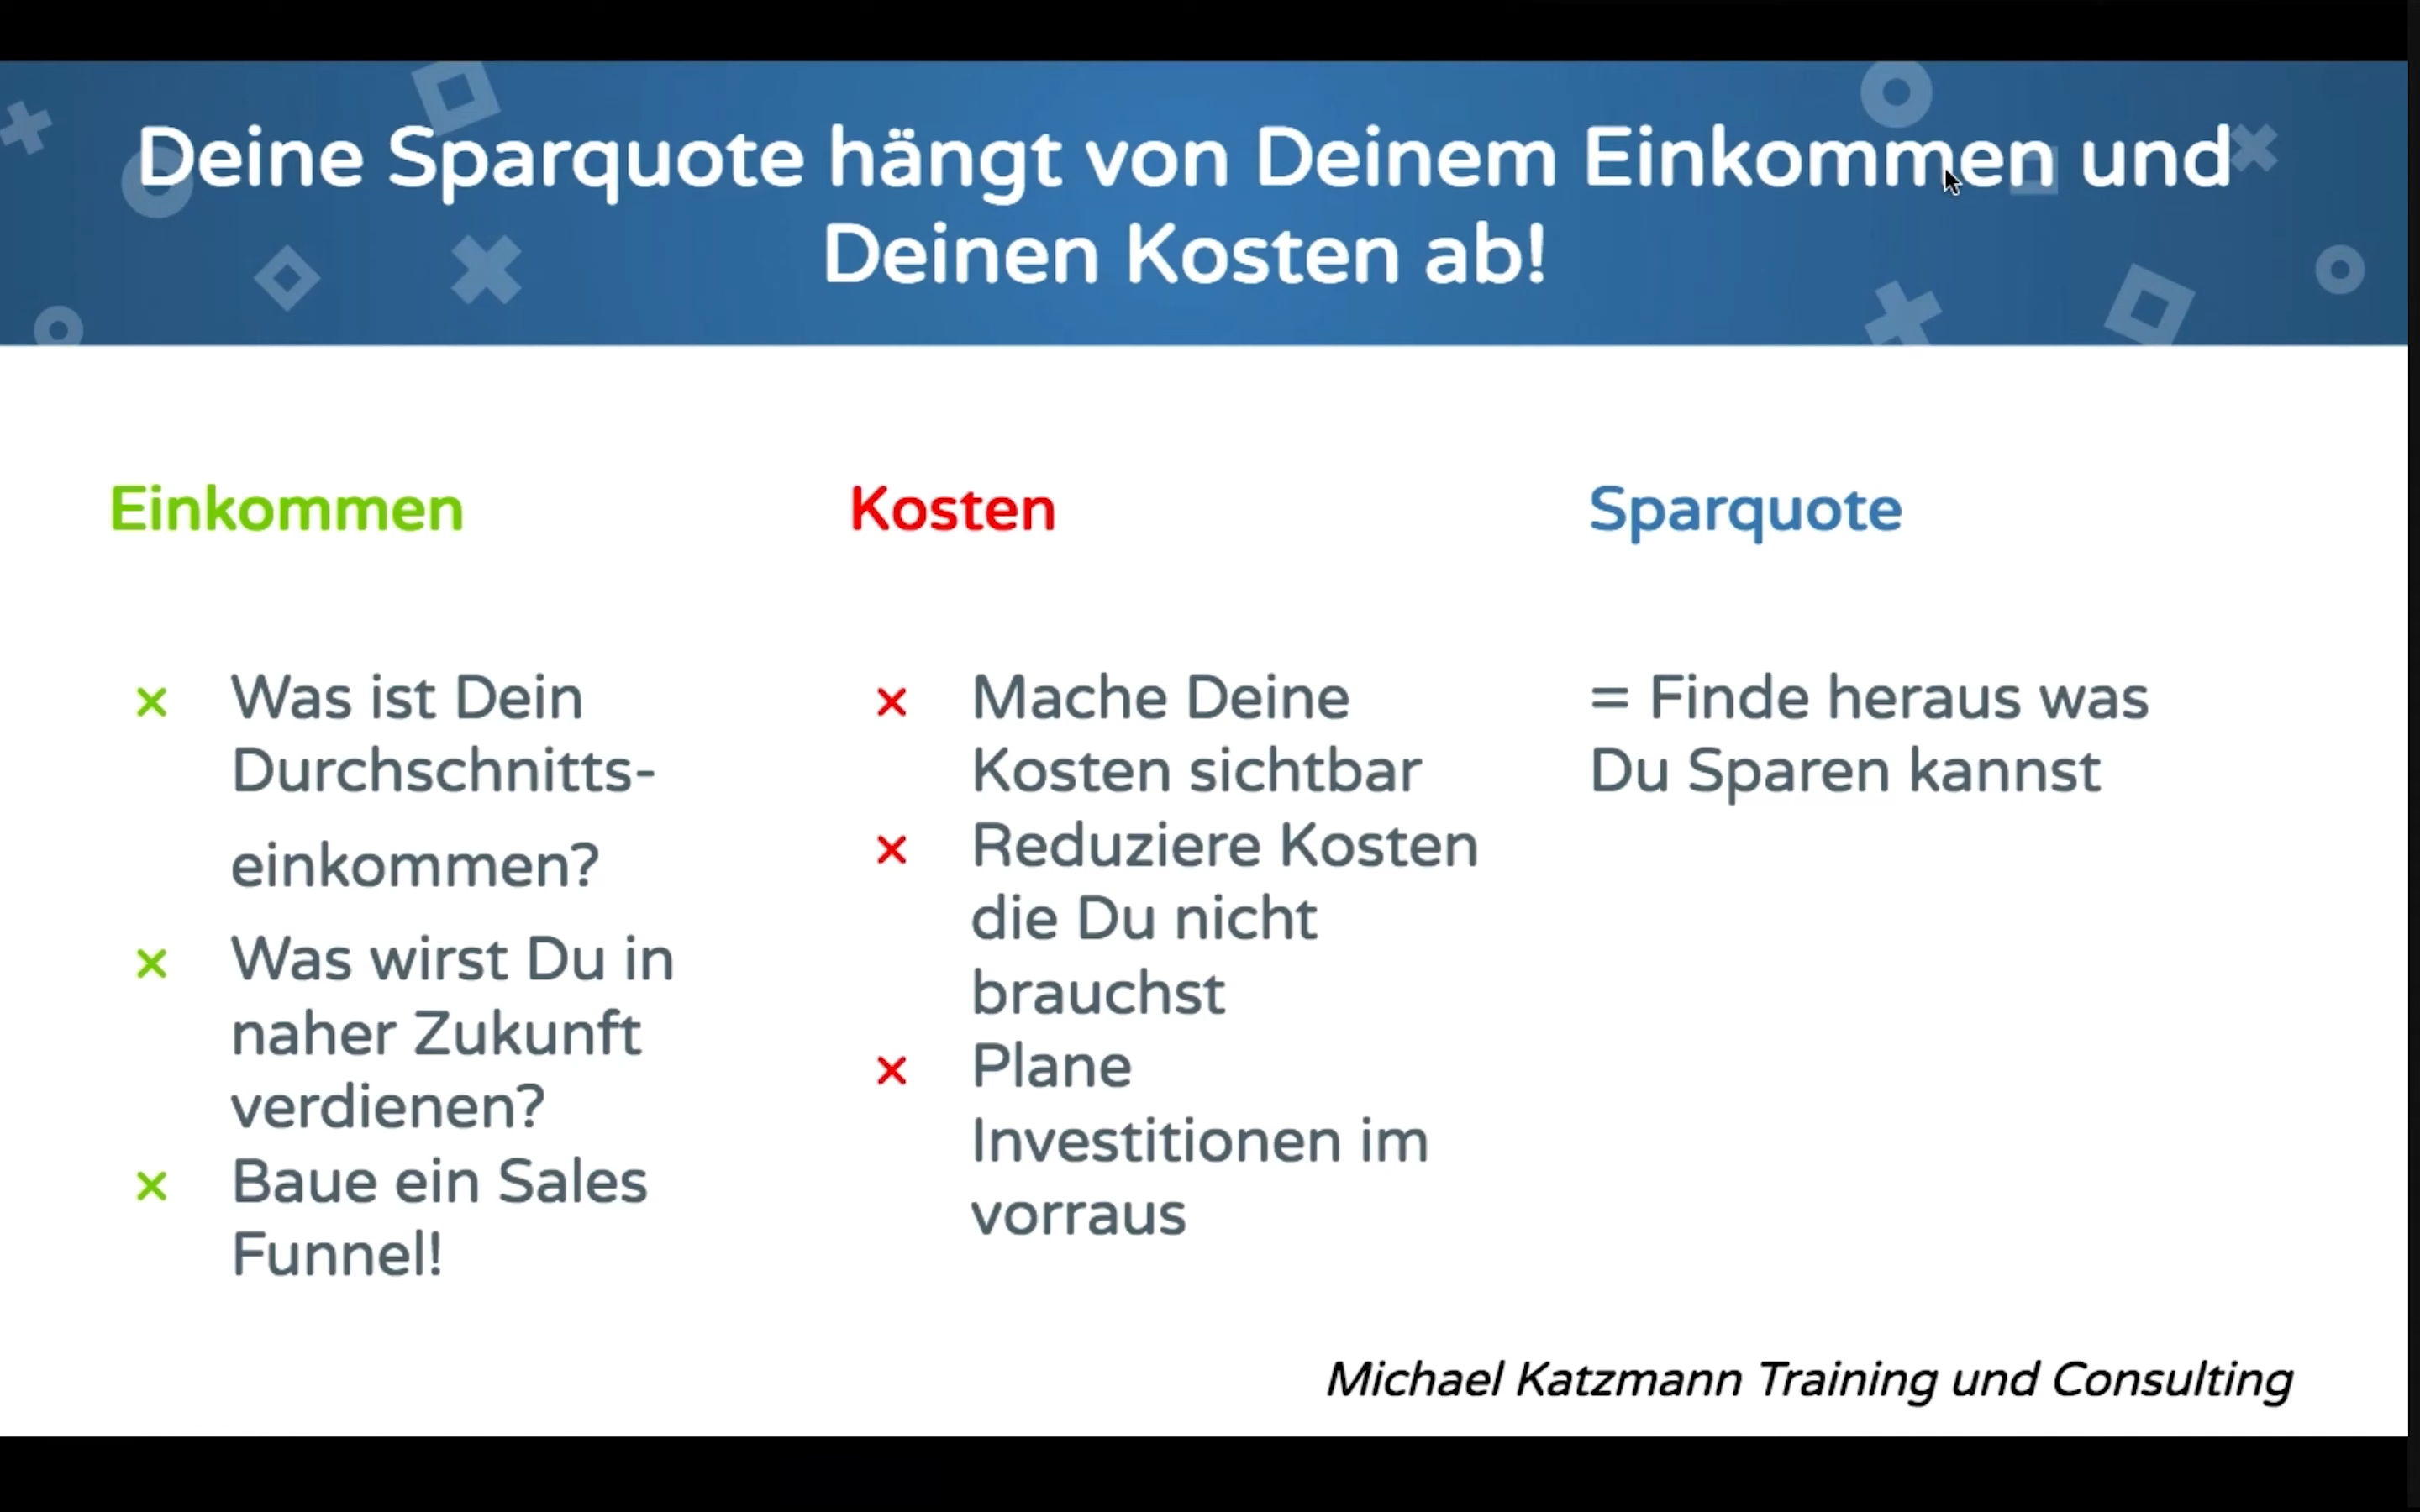 Deine Sparquote hängt von Deinem Einkommen und
Deinen Kosten ab!
Einkommen
Was ist Dein
Durchschnitts-
einkommen?
Was wirst Du in
naher Zukunft
verdienen?
Baue ein Sales
Funnel!
Kosten
Mache Deine
Kosten sichtbar
Reduziere Kosten
die Du nicht
brauchst
Plane
Investitionen im
vorraus
Sparquote
= Finde heraus was
Du Sparen kannst
Michael Katzmann Training und Consulting